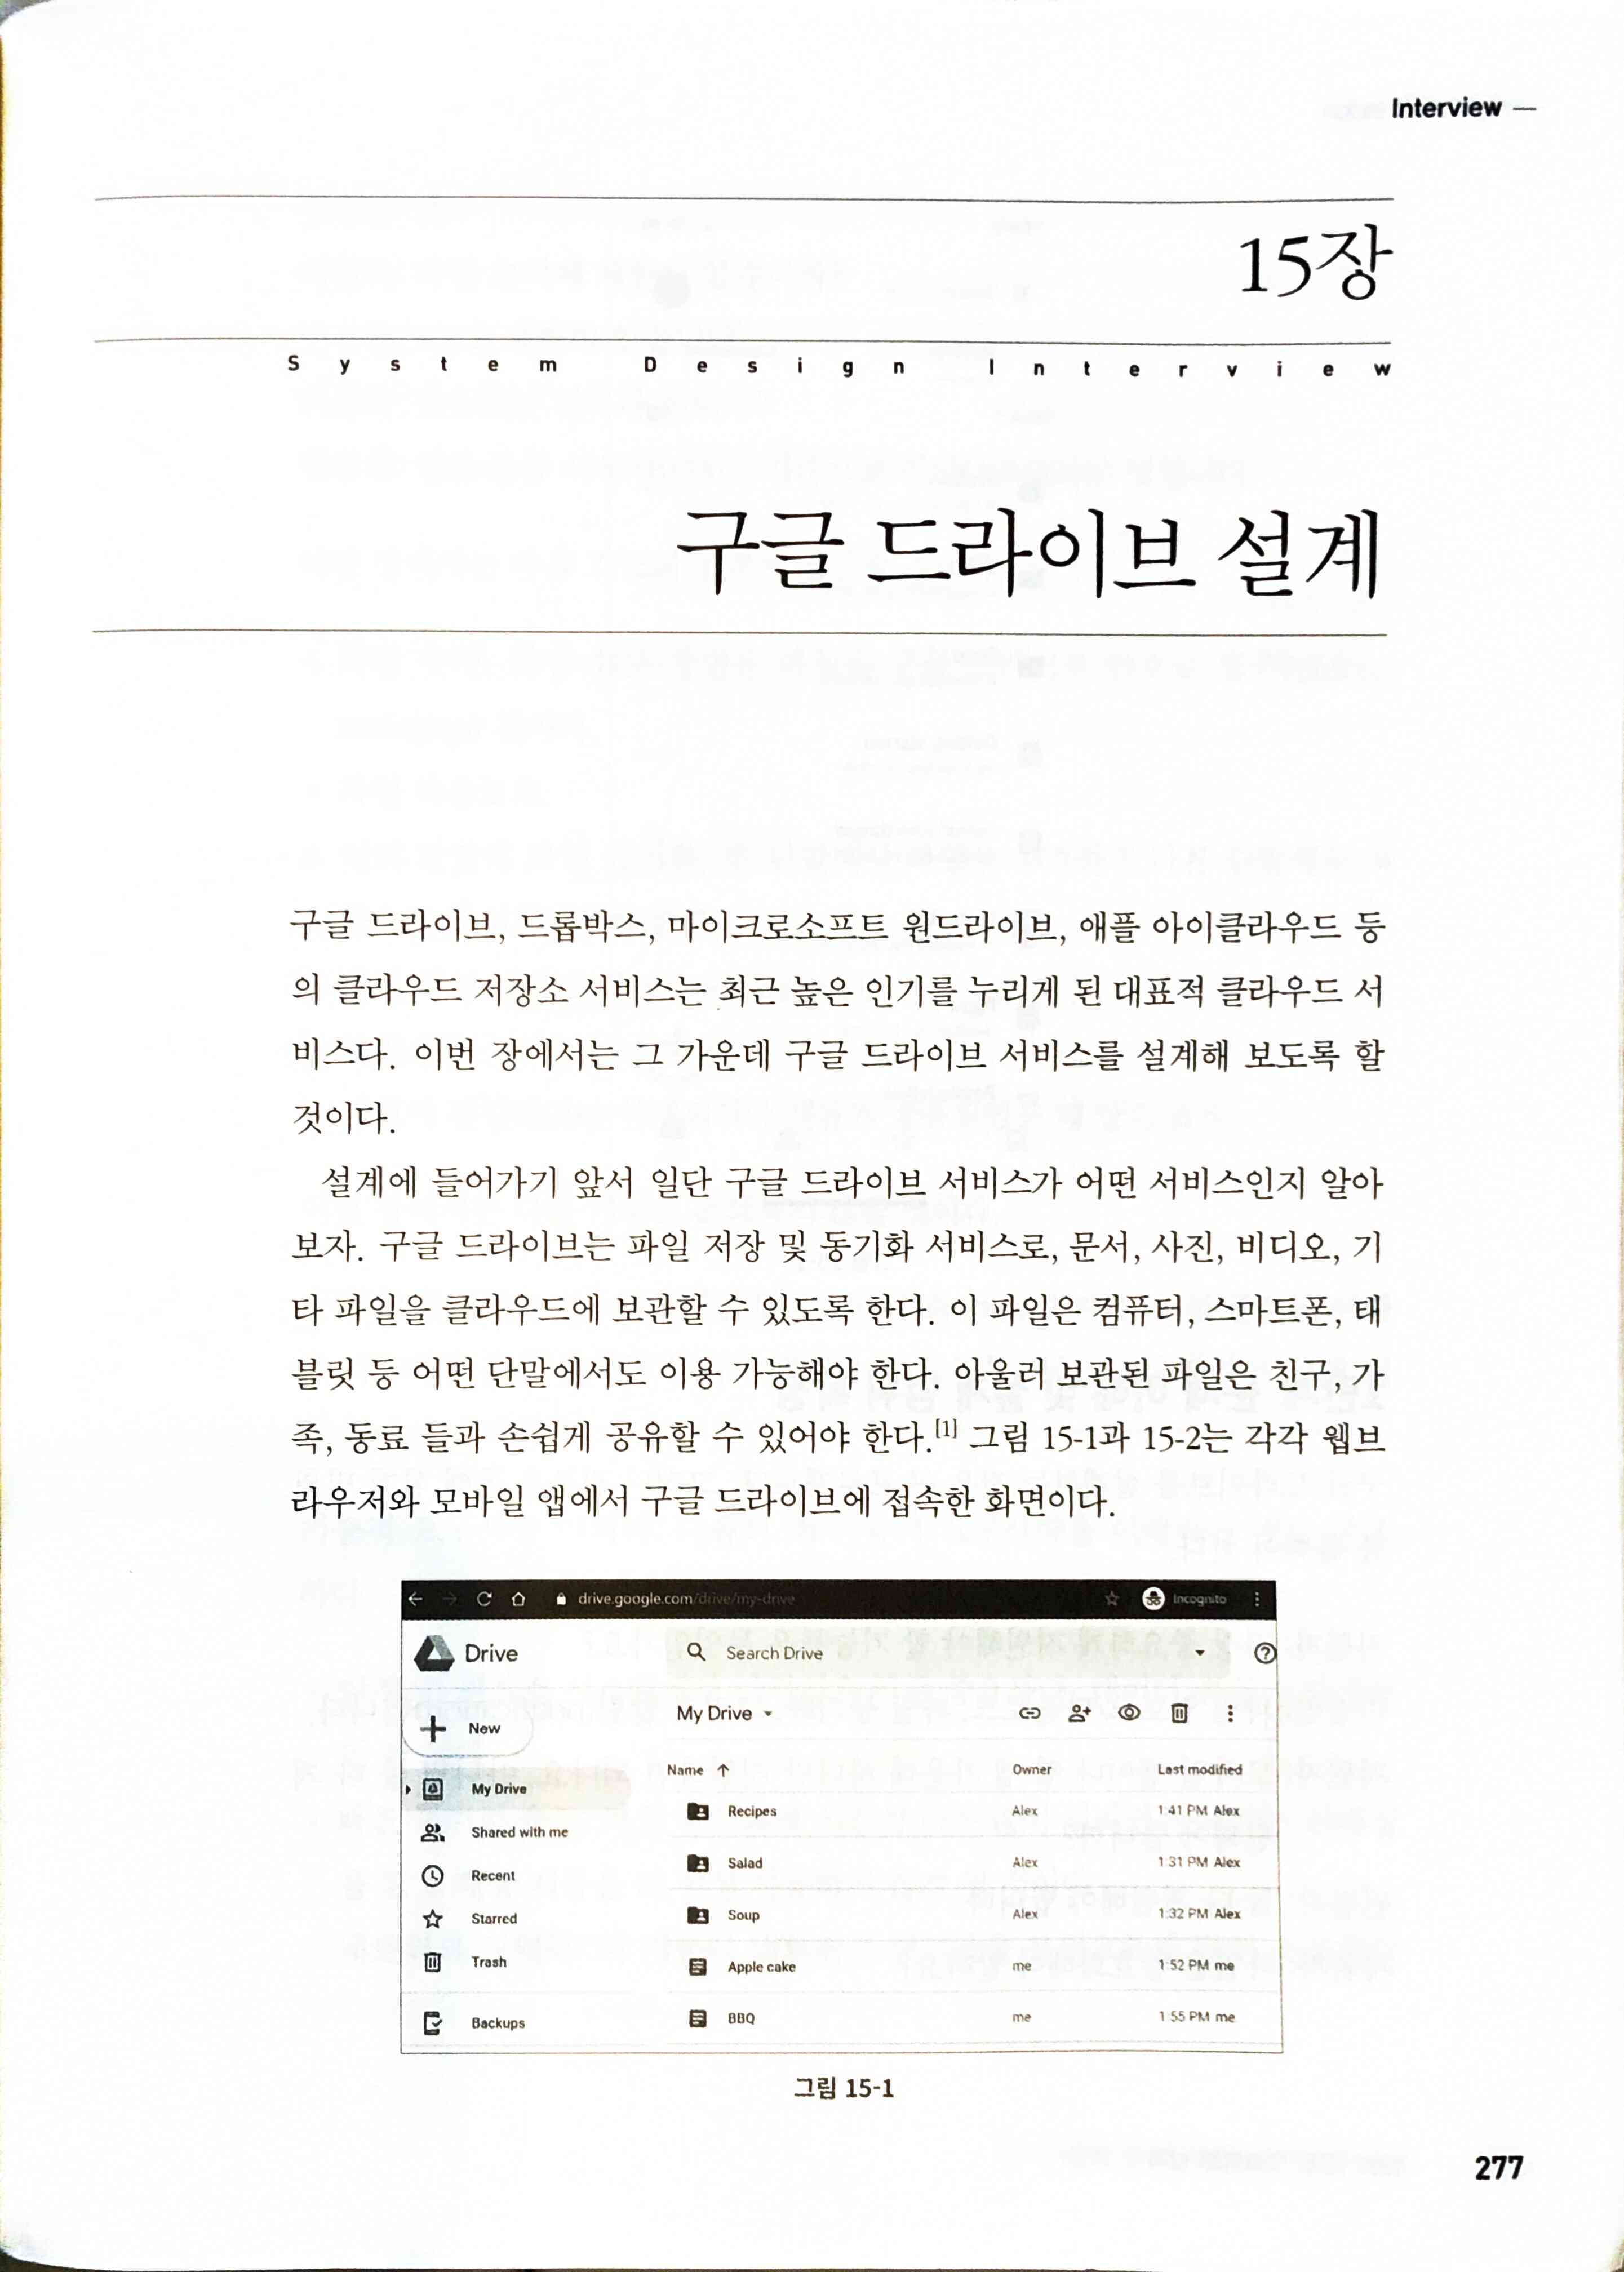 Interview —
15장
System Design Interview
구글 드라이브 설계
구글 드라이브, 드롭박스, 마이크로소프트 원드라이브, 애플 아이클라우드 등
의 클라우드 저장소 서비스는 최근 높은 인기를 누리게 된 대표적 클라우드 서
비스다. 이번 장에서는 그 가운데 구글 드라이브 서비스를 설계해 보도록 할
것이다.
설계에 들어가기 앞서 일단 구글 드라이브 서비스가 어떤 서비스인지 알아
보자. 구글 드라이브는 파일 저장 및 동기화 서비스로, 문서, 사진, 비디오, 기
타 파일을 클라우드에 보관할 수 있도록 한다. 이 파일은 컴퓨터, 스마트폰, 태
블릿 등 어떤 단말에서도 이용 가능해야 한다. 아울러 보관된 파일은 친구, 가
족, 동료 들과 손쉽게 공유할 수 있어야 한다.[1] 그림 15-1과 15-2는 각각 웹브
라우저와 모바일 앱에서 구글 드라이브에 접속한 화면이다.
drive.google.com/drive/my-drive Incognito
Drive Search Drive
New My Drive
Name Owner Last modified
My Drive
Shared with me
Recent
Starred
Trash
Backups
Recipes Alex 1:41 PM Alex
Salad Alex 1:31 PM Alex
Soup Alex 1:32 PM Alex
Apple cake me 1:52 PM me
BBQ me 1:55 PM me
그림 15-1
277